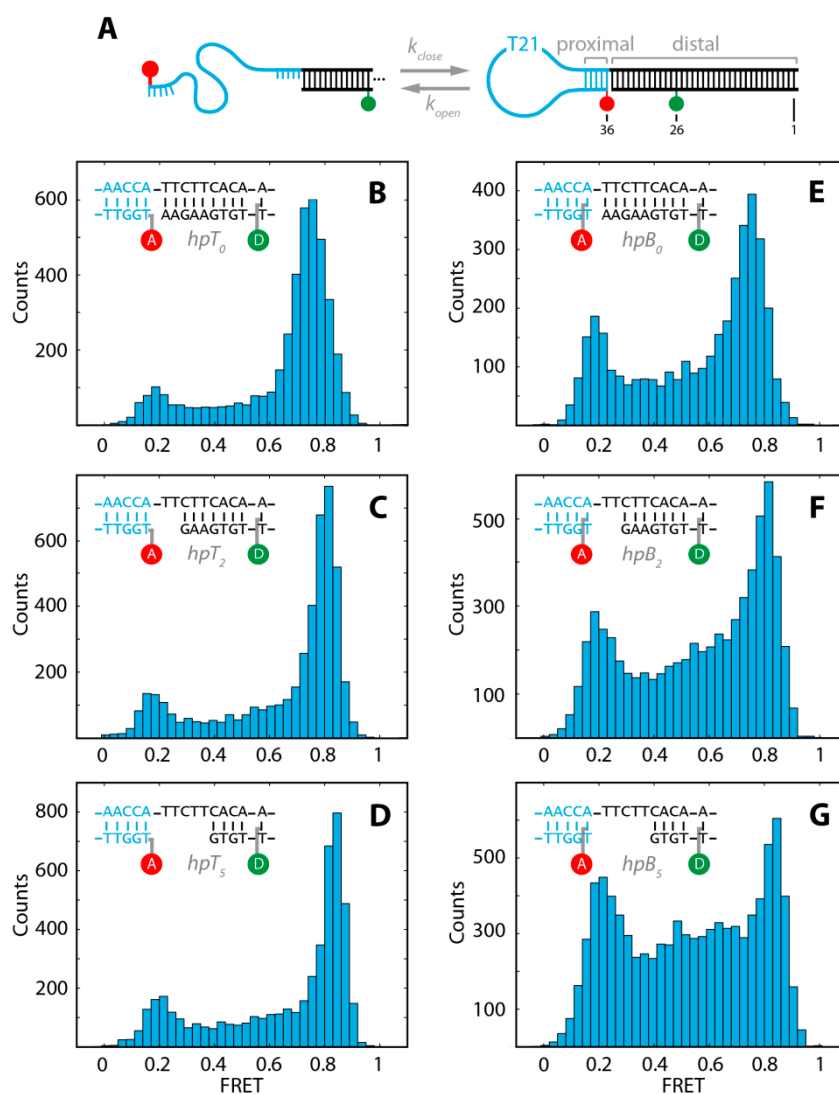 A
T21
proximal
distal
k_close
k_open
...
36
26
1
B
–AACCA–TTCTTCACA–A–
–TTGGT AAGAAGTGT–T–
A
hpT_0
D
Counts
600
400
200
0 0.2 0.4 0.6 0.8 1
E
–AACCA–TTCTTCACA–A–
–TTGGT AAGAAGTGT–T–
A
hpB_0
D
Counts
400
300
200
100
0 0.2 0.4 0.6 0.8 1
C
–AACCA–TTCTTCACA–A–
–TTGGT GAAGTGT–T–
A
hpT_2
D
Counts
600
400
200
0 0.2 0.4 0.6 0.8 1
F
–AACCA–TTCTTCACA–A–
–TTGGT GAAGTGT–T–
A
hpB_2
D
Counts
500
300
100
0 0.2 0.4 0.6 0.8 1
D
–AACCA–TTCTTCACA–A–
–TTGGT GTGT–T–
A
hpT_5
D
Counts
800
600
400
200
0 0.2 0.4 0.6 0.8 1
FRET
G
–AACCA–TTCTTCACA–A–
–TTGGT GTGT–T–
A
hpB_5
D
Counts
500
300
100
0 0.2 0.4 0.6 0.8 1
FRET